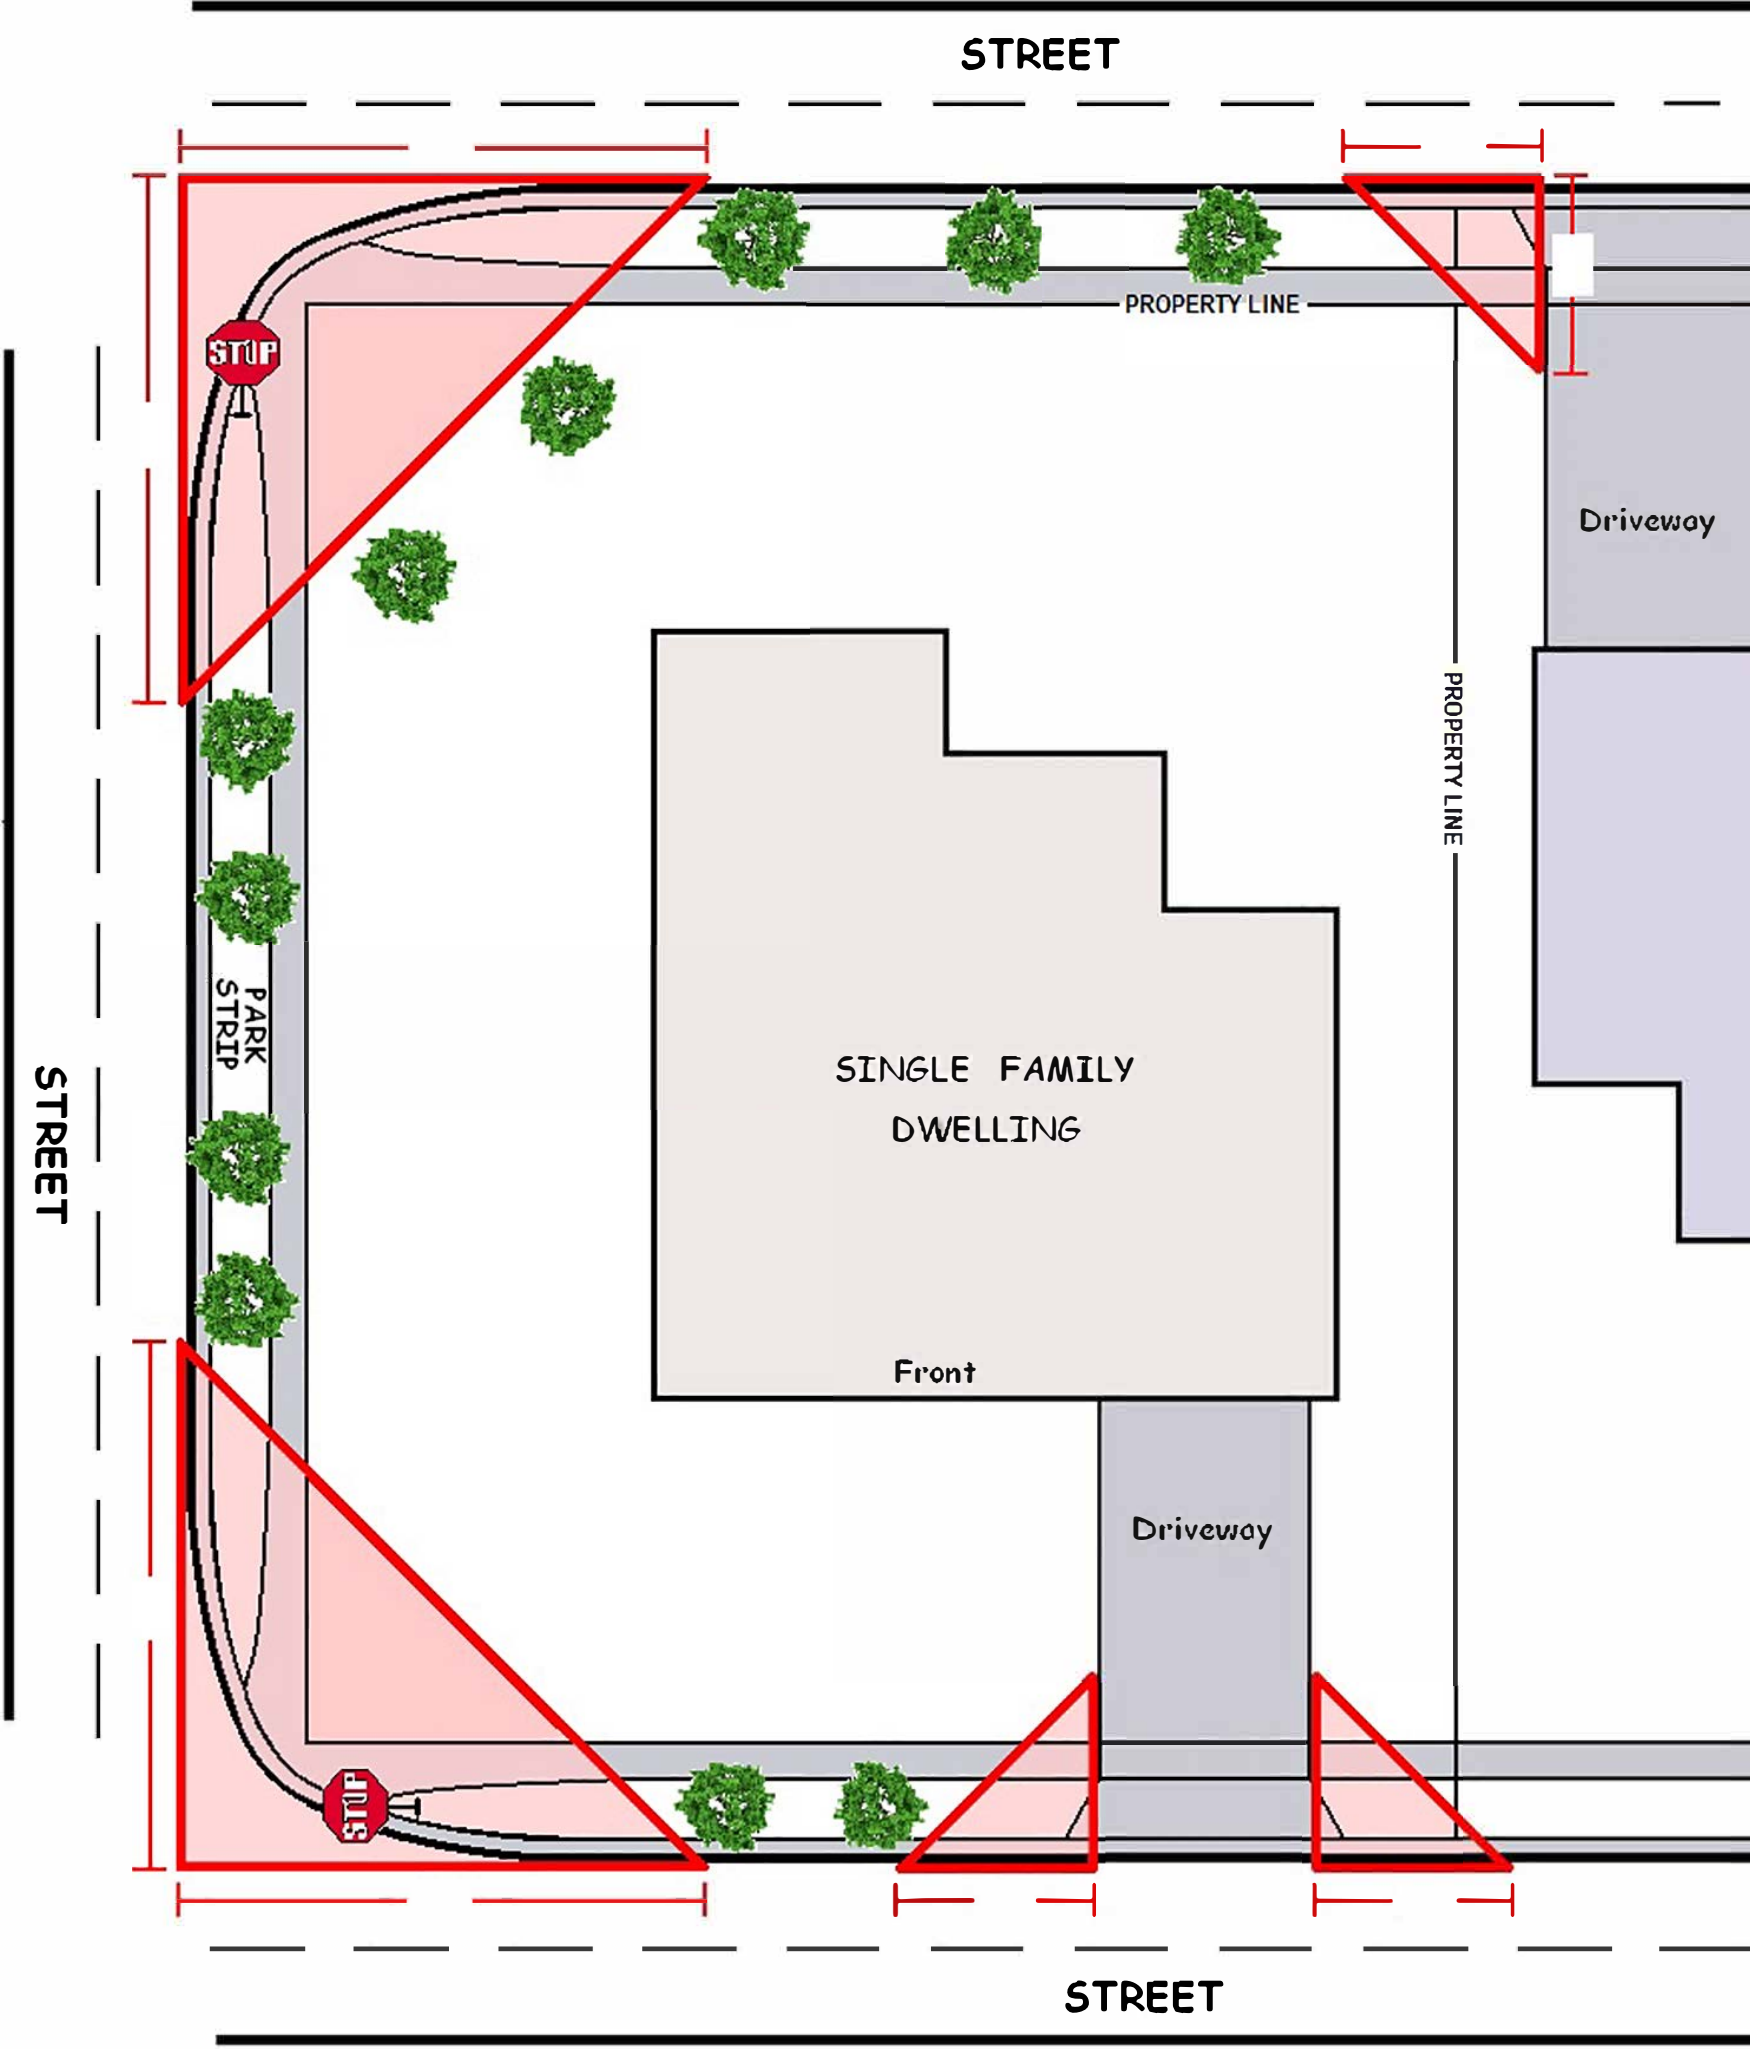 STREET
STOP
PROPERTY LINE
Driveway
PROPERTY LINE
PARK
STRIP
STREET
SINGLE FAMILY
DWELLING
Front
Driveway
STOP
STREET